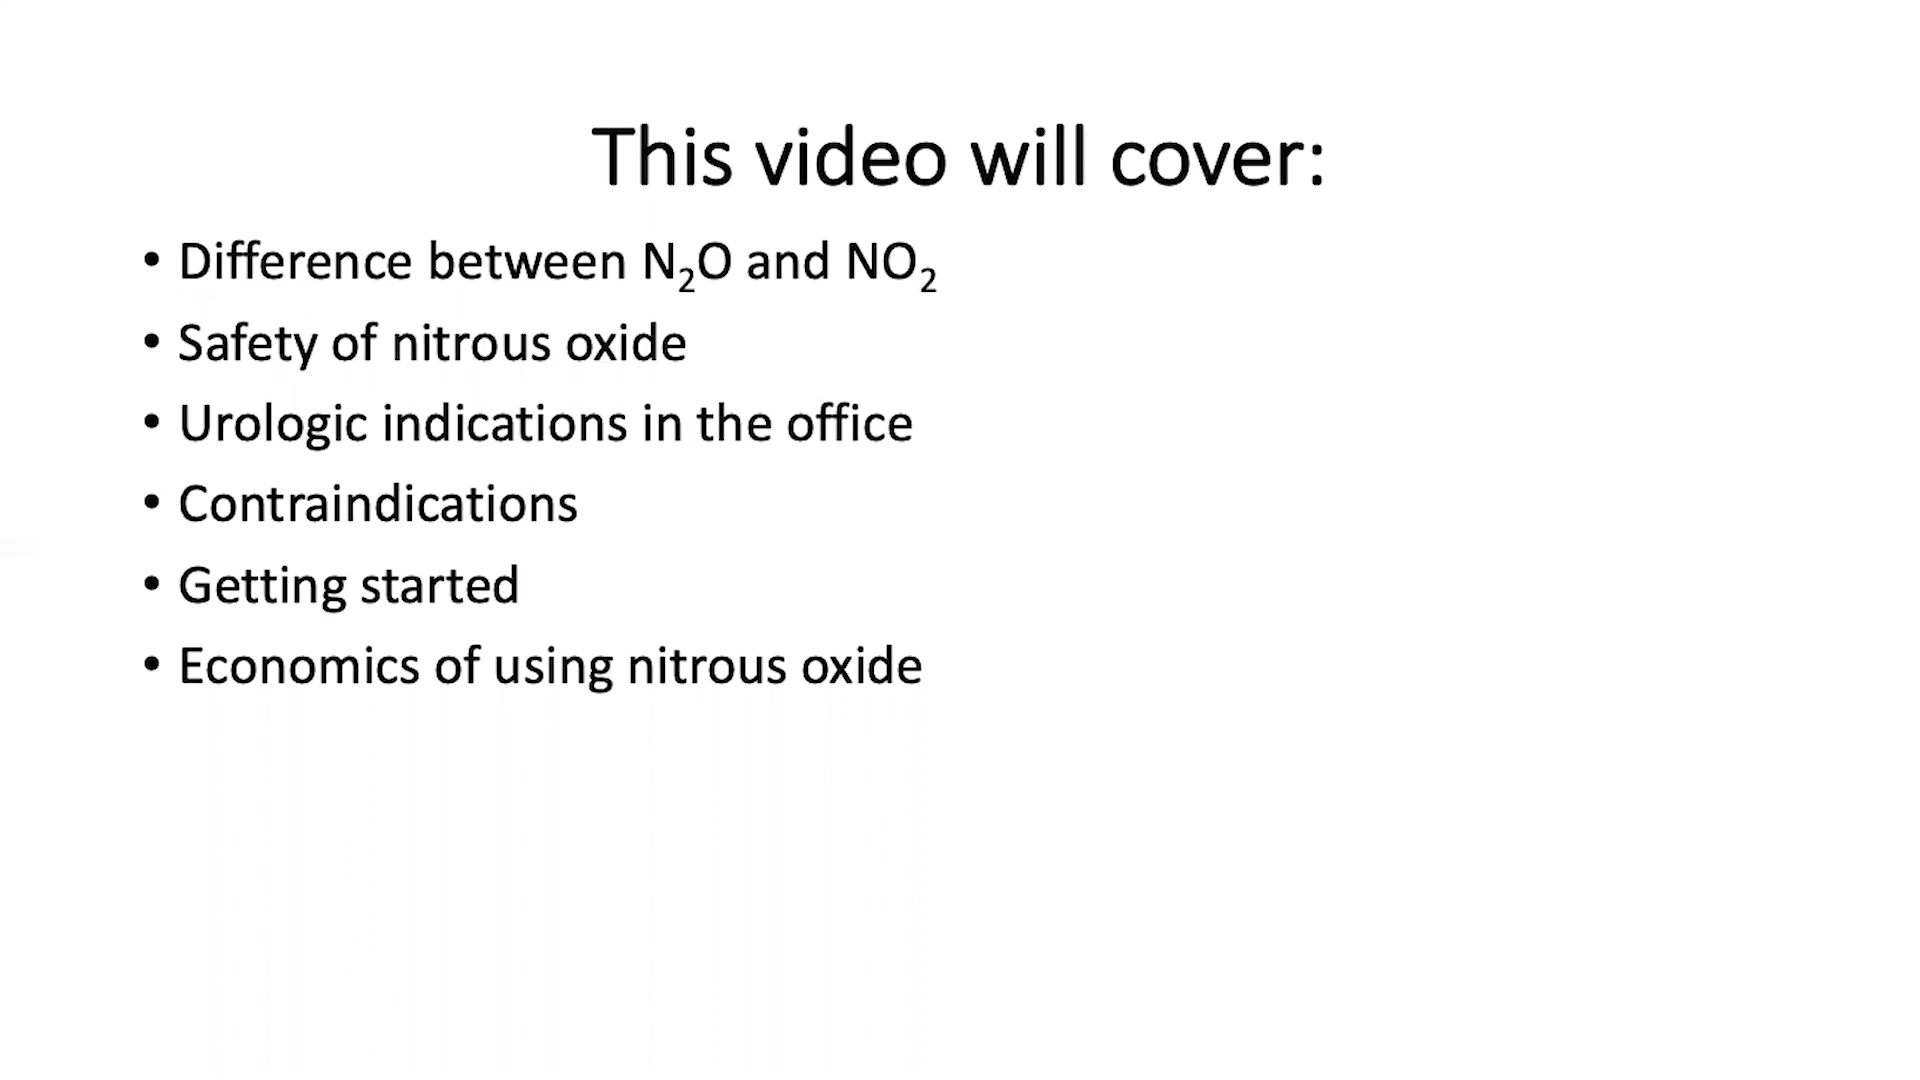 This video will cover:
• Difference between N₂O and NO₂
• Safety of nitrous oxide
• Urologic indications in the office
• Contraindications
• Getting started
• Economics of using nitrous oxide